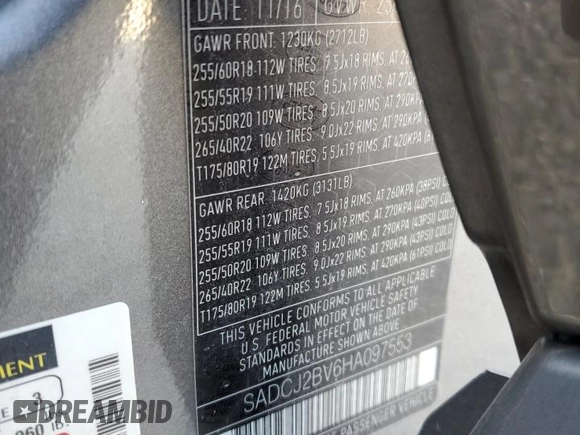 DATE: 11/16 GVWR
GAWR FRONT: 1230KG (2712LB)
255/60R18 112W TIRES, 7.5Jx18 RIMS, AT
255/55R19 111W TIRES, 8.5Jx19 RIMS, AT 270KPA
255/50R20 109W TIRES, 8.5Jx20 RIMS, AT 290KPA
265/40R22 106Y TIRES, 9.0Jx22 RIMS, AT 290KPA
T175/80R19 122M TIRES, 5.5Jx19 RIMS, AT 420KPA
GAWR REAR: 1420KG (3131LB)
255/60R18 112W TIRES, 7.5Jx18 RIMS, AT 260KPA (38PSI) COLD
255/55R19 111W TIRES, 8.5Jx19 RIMS, AT 270KPA (40PSI) COLD
255/50R20 109W TIRES, 8.5Jx20 RIMS, AT 290KPA (43PSI) COLD
265/40R22 106Y TIRES, 9.0Jx22 RIMS, AT 290KPA (43PSI) COLD
T175/80R19 122M TIRES, 5.5Jx19 RIMS, AT 420KPA (61PSI) COLD
THIS VEHICLE CONFORMS TO ALL APPLICABLE
U.S. FEDERAL MOTOR VEHICLE SAFETY
STANDARDS IN EFFECT ON THE DATE OF
MANUFACTURE SHOWN ABOVE
SADCJ2BV6HA097553
PASSENGER VEHICLE
3
DREAMBID